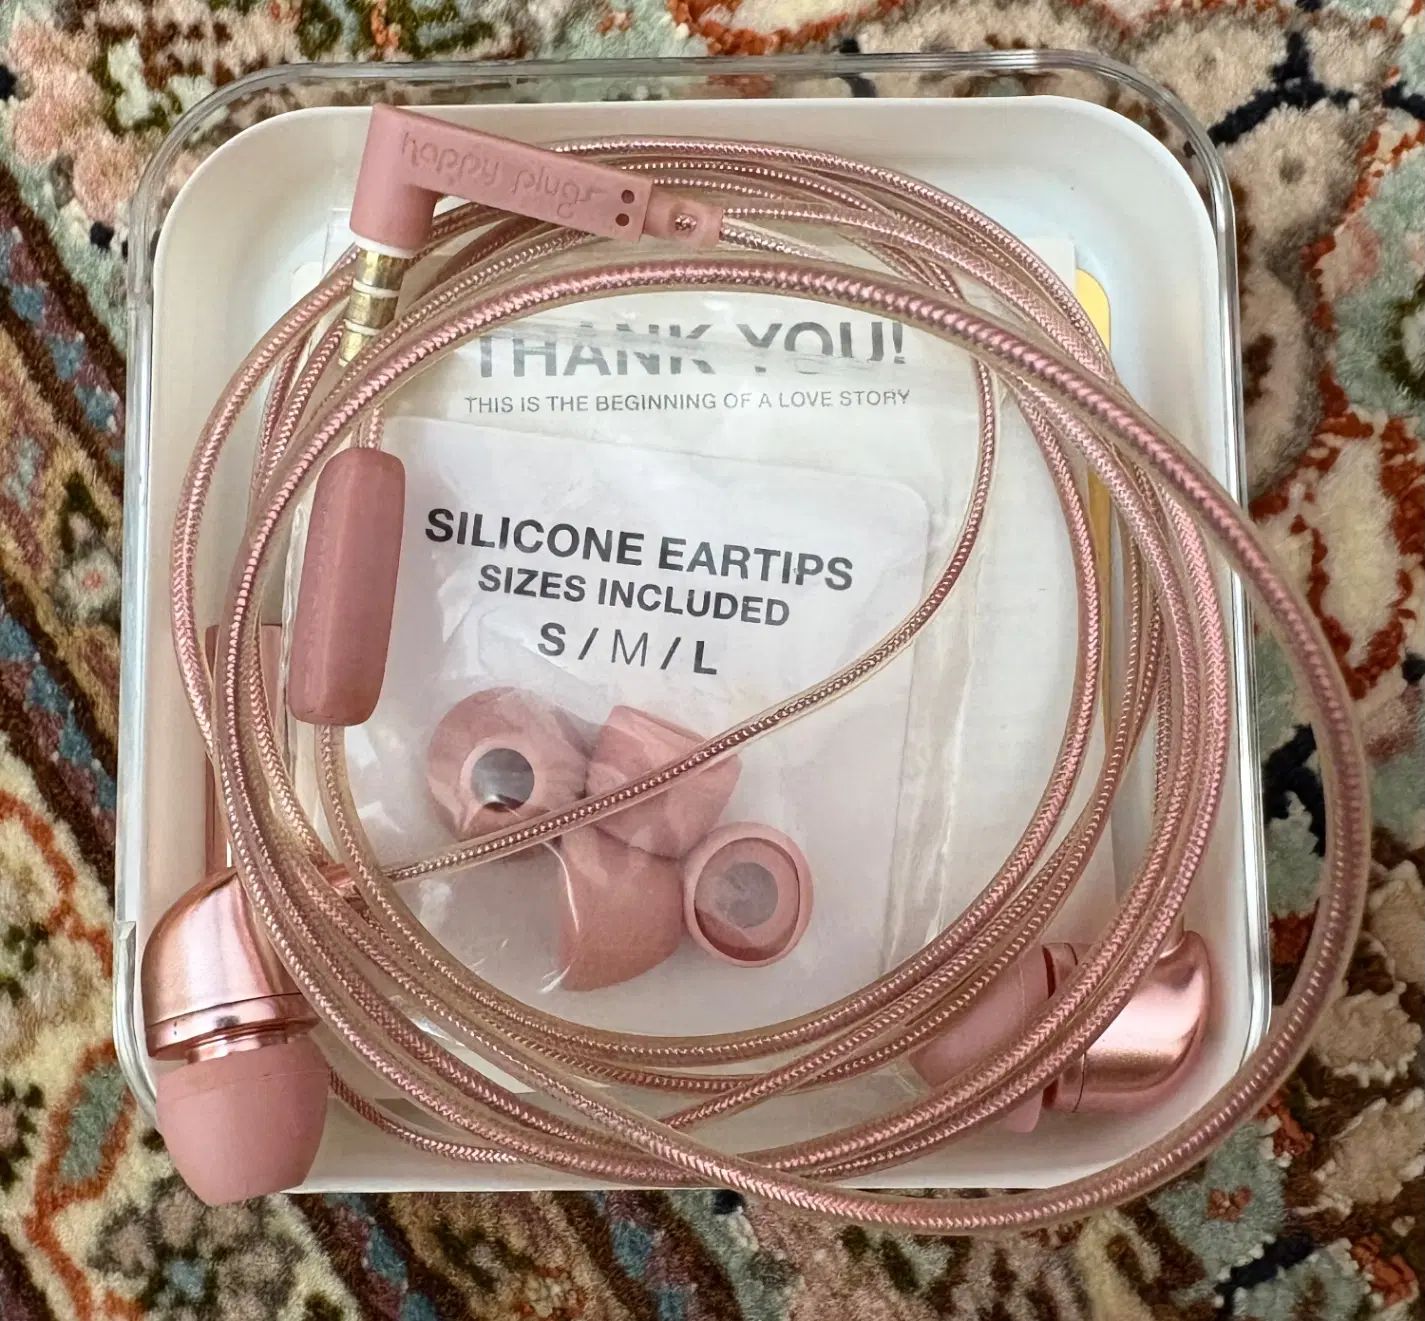 happy plugs
THANK YOU!
THIS IS THE BEGINNING OF A LOVE STORY
SILICONE EARTIPS
SIZES INCLUDED
S / M / L